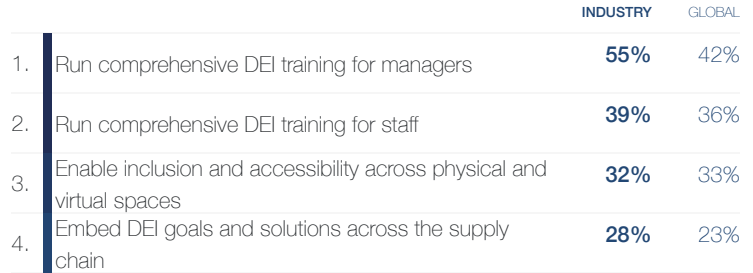 INDUSTRY GLOBAL
1. Run comprehensive DEI training for managers 55% 42%
2. Run comprehensive DEI training for staff 39% 36%
3. Enable inclusion and accessibility across physical and
virtual spaces 32% 33%
4. Embed DEI goals and solutions across the supply
chain 28% 23%